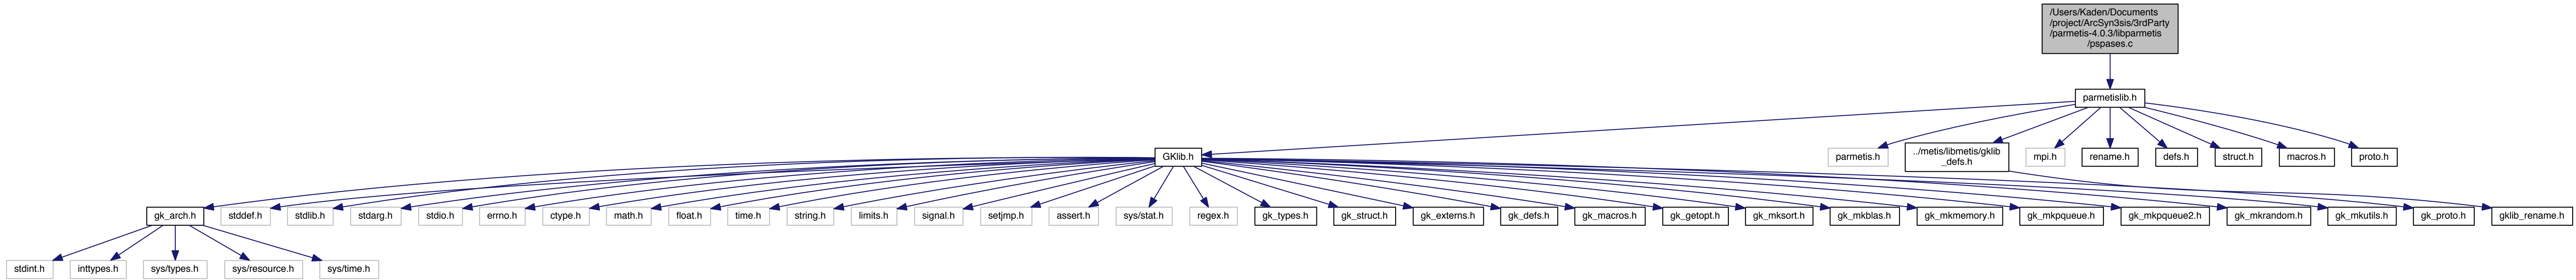 /Users/Kaden/Documents
/project/ArcSyn3sis/3rdParty
/parmetis-4.0.3/libparmetis
/pspases.c
parmetislib.h
GKlib.h
parmetis.h
../metis/libmetis/gklib
_defs.h
mpi.h
rename.h
defs.h
struct.h
macros.h
proto.h
gk_arch.h
stddef.h
stdlib.h
stdarg.h
stdio.h
errno.h
ctype.h
math.h
float.h
time.h
string.h
limits.h
signal.h
setjmp.h
assert.h
sys/stat.h
regex.h
gk_types.h
gk_struct.h
gk_externs.h
gk_defs.h
gk_macros.h
gk_getopt.h
gk_mksort.h
gk_mkblas.h
gk_mkmemory.h
gk_mkpqueue.h
gk_mkpqueue2.h
gk_mkrandom.h
gk_mkutils.h
gk_proto.h
gklib_rename.h
stdint.h
inttypes.h
sys/types.h
sys/resource.h
sys/time.h